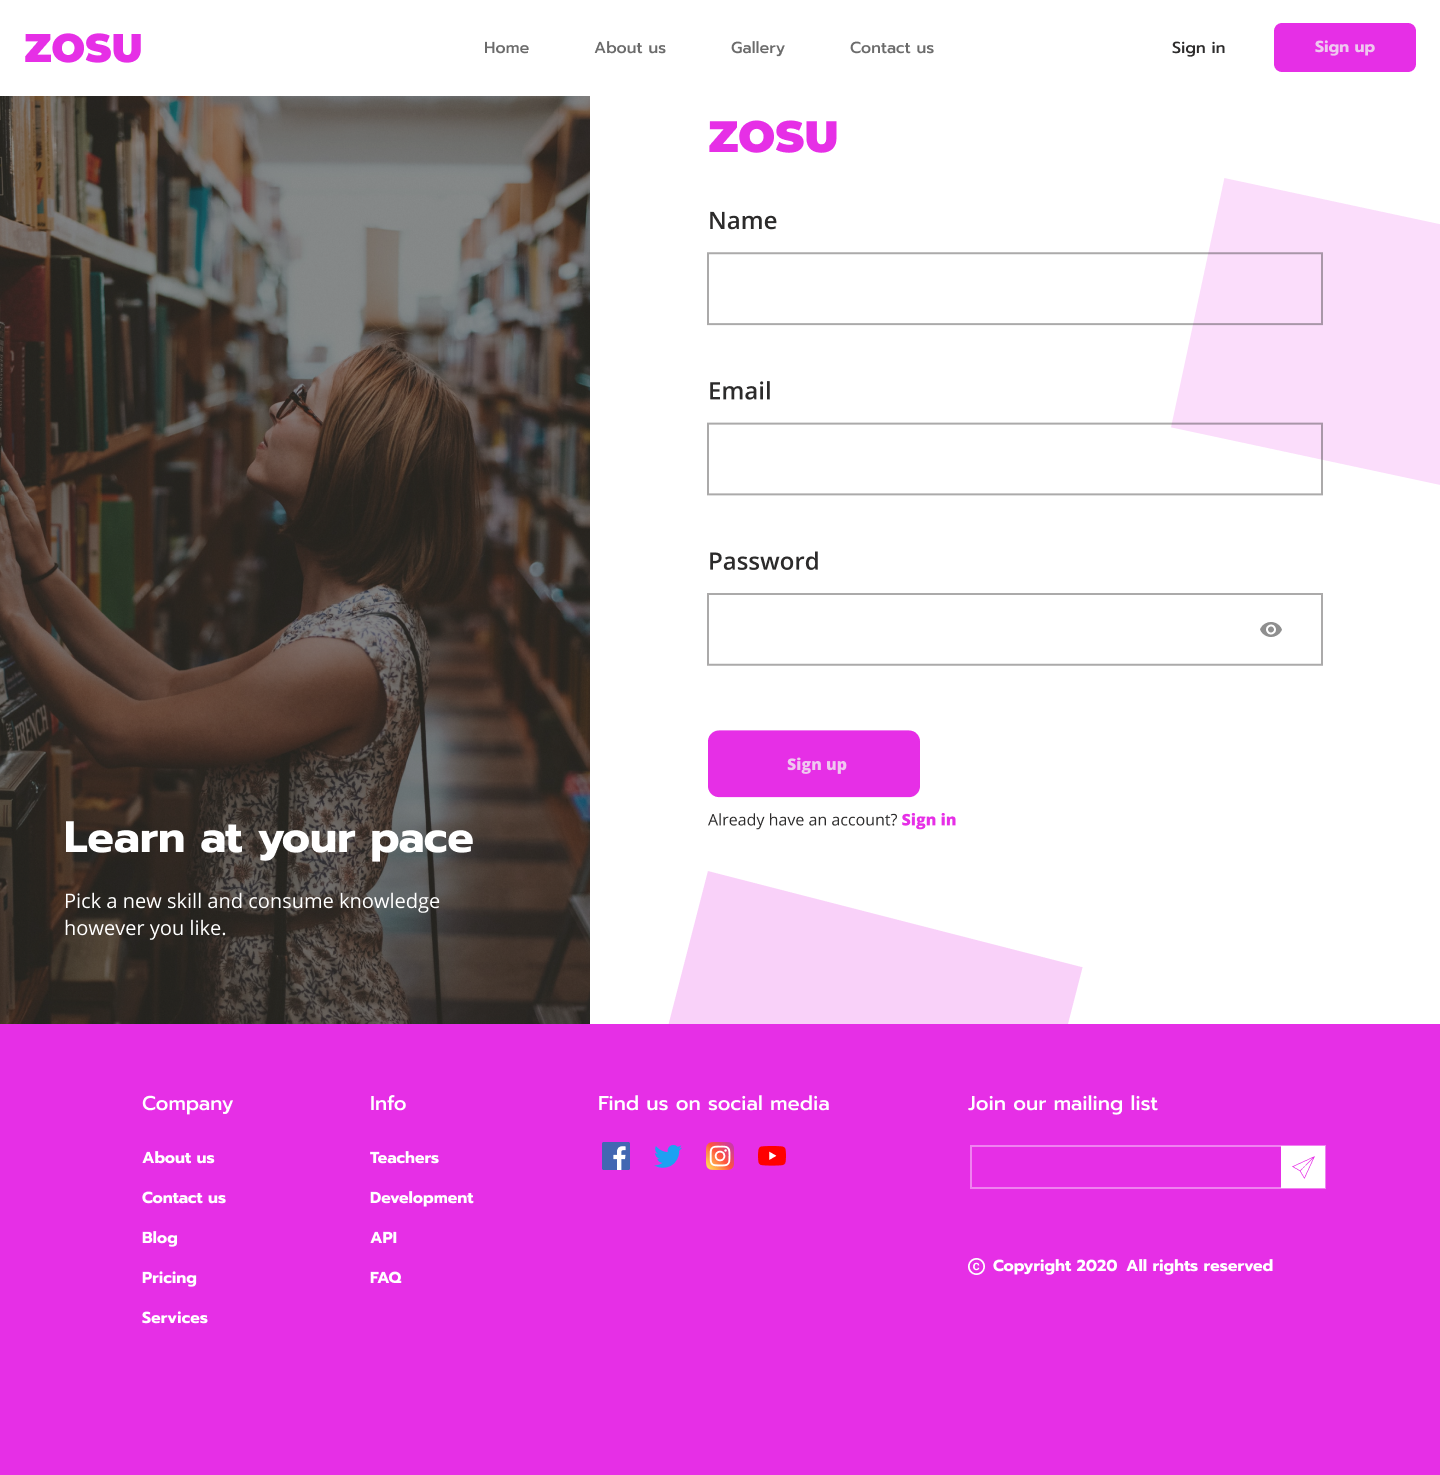 ZOSU
Home
About us
Gallery
Contact us
Sign in
Sign up
ZOSU
Name
Email
Password
Sign up
Already have an account? Sign in
FRENCH
Learn at your pace
Pick a new skill and consume knowledge
however you like.
Company
About us
Contact us
Blog
Pricing
Services
Info
Teachers
Development
API
FAQ
Find us on social media
Join our mailing list
© Copyright 2020 All rights reserved